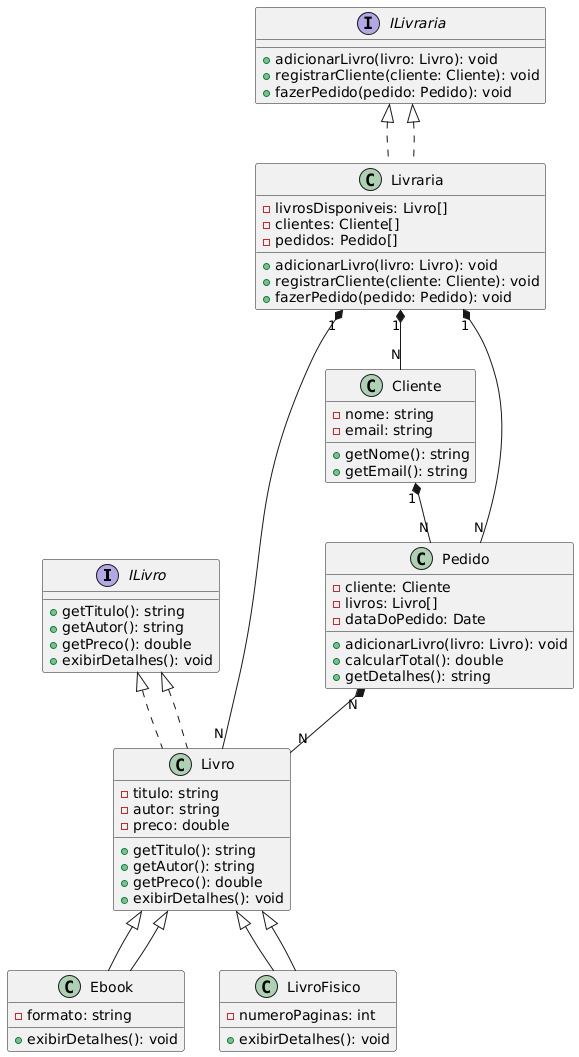 I ILivraria
adicionarLivro(livro: Livro): void
registrarCliente(cliente: Cliente): void
fazerPedido(pedido: Pedido): void
C Livraria
livrosDisponiveis: Livro[]
clientes: Cliente[]
pedidos: Pedido[]
adicionarLivro(livro: Livro): void
registrarCliente(cliente: Cliente): void
fazerPedido(pedido: Pedido): void
1 1 1
N
C Cliente
nome: string
email: string
getNome(): string
getEmail(): string
1
N N
I ILivro
getTitulo(): string
getAutor(): string
getPreco(): double
exibirDetalhes(): void
C Pedido
cliente: Cliente
livros: Livro[]
dataDoPedido: Date
adicionarLivro(livro: Livro): void
calcularTotal(): double
getDetalhes(): string
N
N N
C Livro
titulo: string
autor: string
preco: double
getTitulo(): string
getAutor(): string
getPreco(): double
exibirDetalhes(): void
C Ebook
formato: string
exibirDetalhes(): void
C LivroFisico
numeroPaginas: int
exibirDetalhes(): void